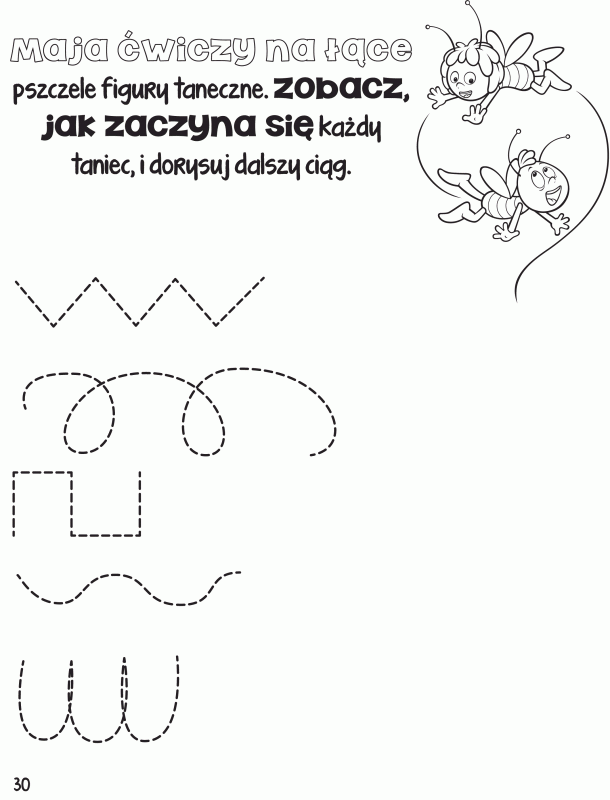 Maja ćwiczy na łące
pszczele figury taneczne. zobacz,
jak zaczyna się każdy
taniec, i dorysuj dalszy ciąg.
30